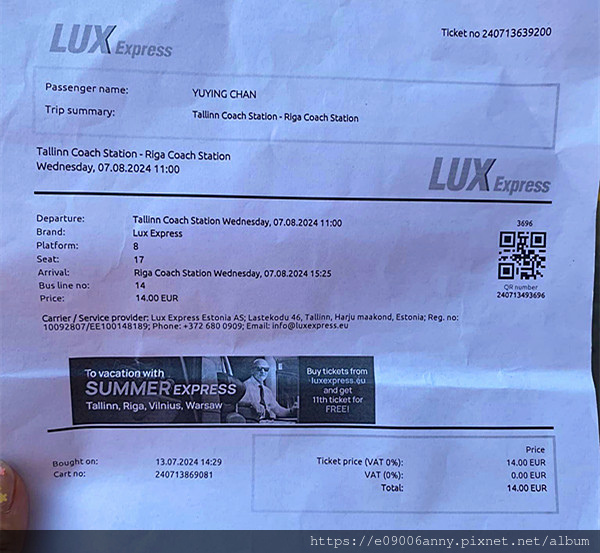 LUX Express
Ticket no 240713639200
Passenger name: YUYING CHAN
Trip summary: Tallinn Coach Station - Riga Coach Station
Tallinn Coach Station - Riga Coach Station
Wednesday, 07.08.2024 11:00
LUX Express
Departure: Tallinn Coach Station Wednesday, 07.08.2024 11:00
Brand: Lux Express
Platform: 8
Seat: 17
Arrival: Riga Coach Station Wednesday, 07.08.2024 15:25
Bus line no: 14
Price: 14.00 EUR
3696
QR number
240713493696
Carrier / Service provider: Lux Express Estonia AS; Lastekodu 46, Tallinn, Harju maakond, Estonia; Reg. no:
10092807/EE100148189; Phone: +372 680 0909; Email: info@luxexpress.eu
To vacation with
SUMMER EXPRESS
Tallinn, Riga, Vilnius, Warsaw
Buy tickets from
luxexpress.eu
and get
11th ticket for
FREE!
Bought on: 13.07.2024 14:29
Cart no: 240713869081
Price
Ticket price (VAT 0%): 14.00 EUR
VAT (0%): 0.00 EUR
Total: 14.00 EUR
https://e09006anny.pixnet.net/album